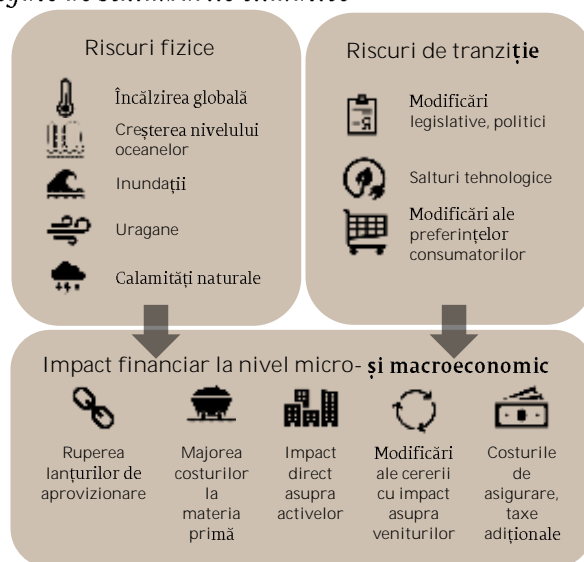 Riscuri fizice
Încălzirea globală
Creșterea nivelului
oceanelor
Inundații
Uragane
Calamități naturale
Riscuri de tranziție
Modificări
legislative, politici
Salturi tehnologice
Modificări ale
preferințelor
consumatorilor
Impact financiar la nivel micro- și macroeconomic
Ruperea
lanțurilor de
aprovizionare
Majorea
costurilor
la
materia
primă
Impact
direct
asupra
activelor
Modificări
ale cererii
cu impact
asupra
veniturilor
Costurile
de
asigurare,
taxe
adiționale